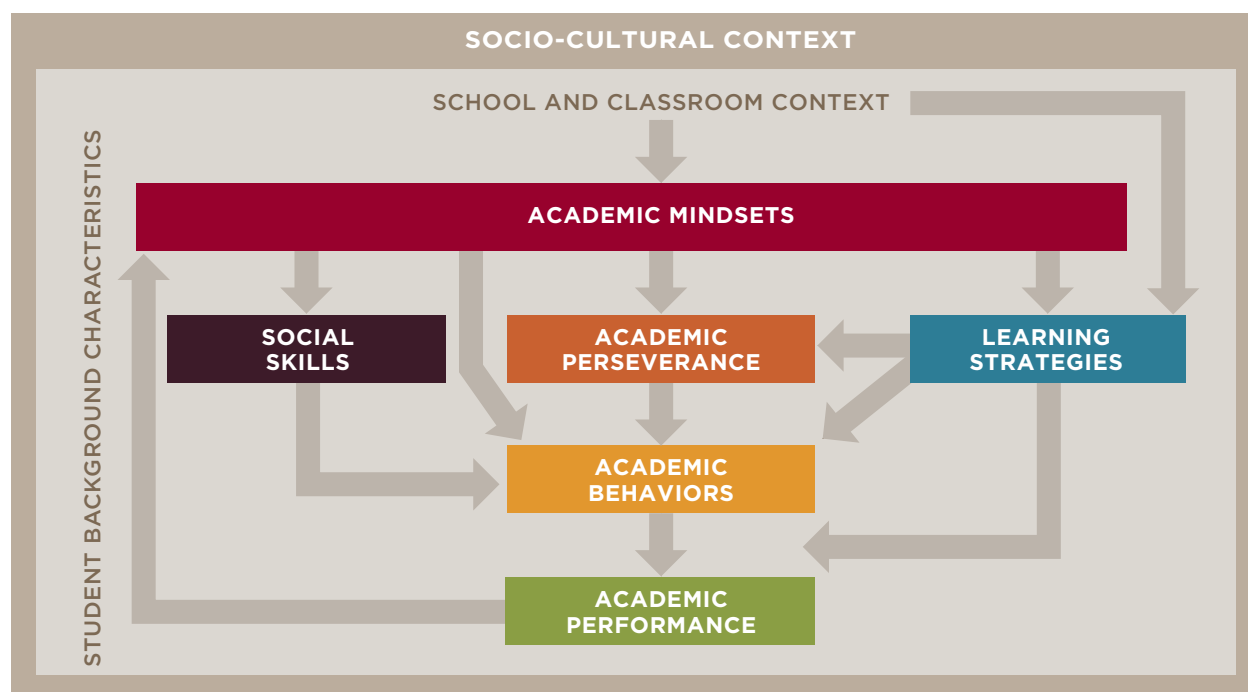 SOCIO-CULTURAL CONTEXT
SCHOOL AND CLASSROOM CONTEXT
STUDENT BACKGROUND CHARACTERISTICS
ACADEMIC MINDSETS
SOCIAL
SKILLS
ACADEMIC
PERSEVERANCE
LEARNING
STRATEGIES
ACADEMIC
BEHAVIORS
ACADEMIC
PERFORMANCE